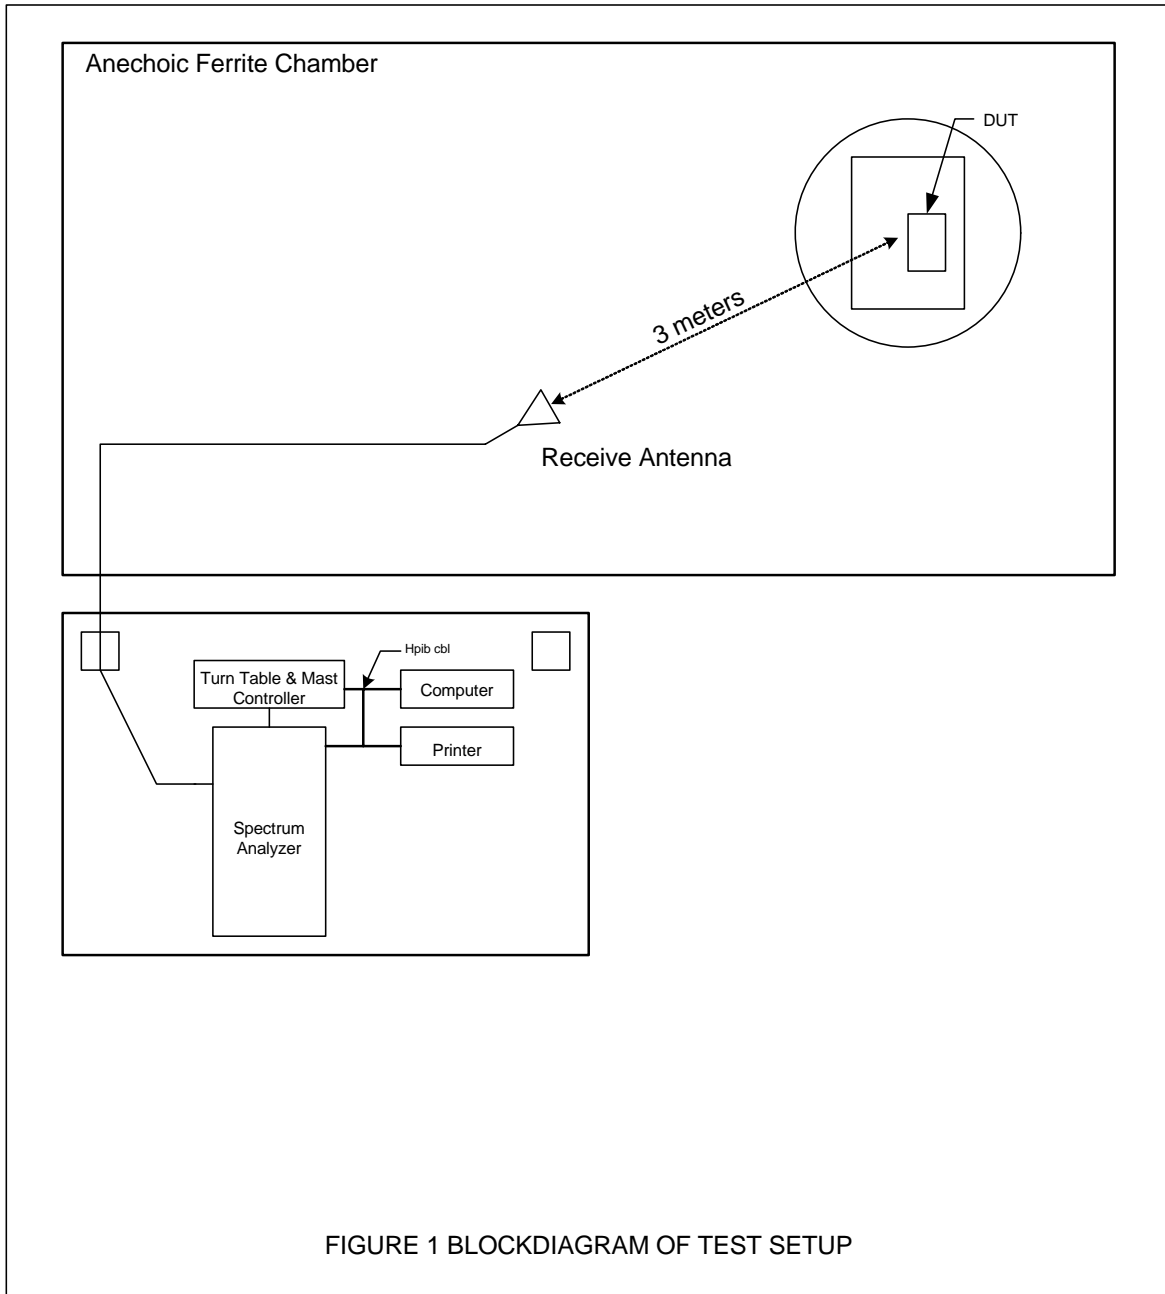 Anechoic Ferrite Chamber
DUT
3 meters
Receive Antenna
Hpib cbl
Turn Table & Mast
Controller
Computer
Printer
Spectrum
Analyzer
FIGURE 1 BLOCKDIAGRAM OF TEST SETUP